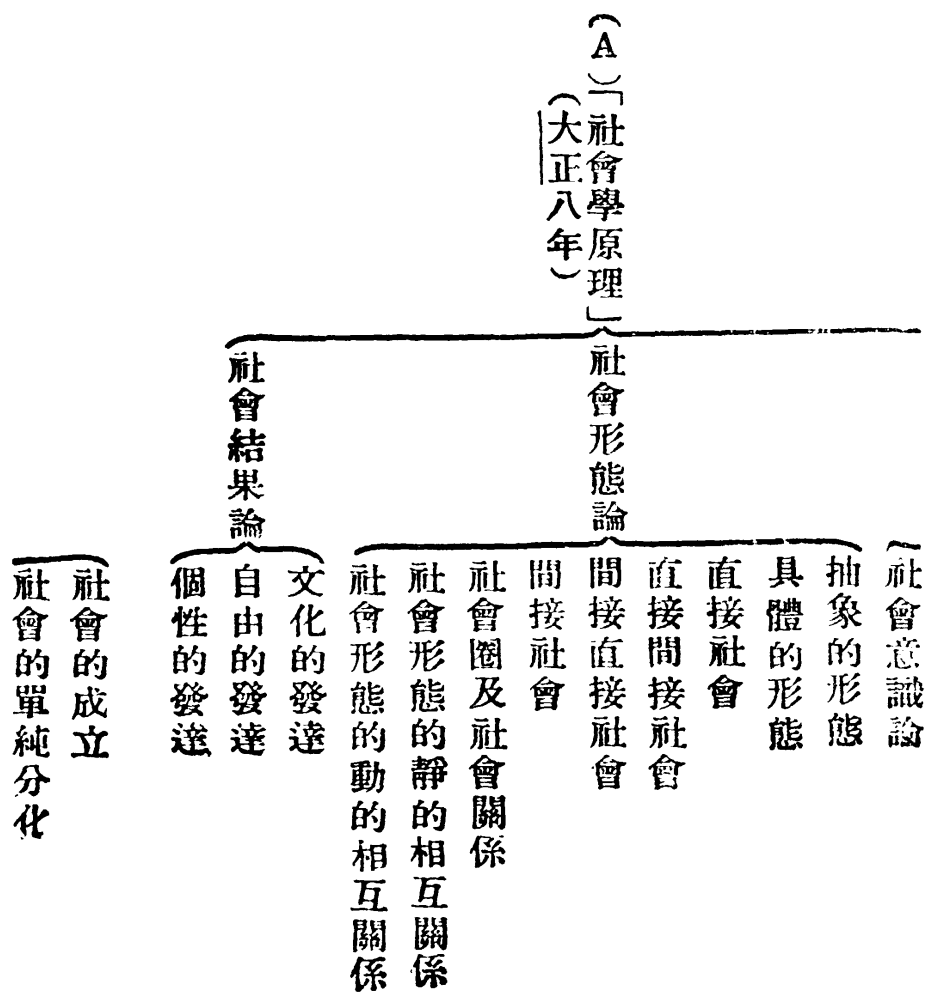 社會意識論
(A)「社會學原理」
(大正八年)
社會形態論
抽象的形態
具體的形態
直接社會
直接間接社會
間接直接社會
間接社會
社會圈及社會關係
社會形態的靜的相互關係
社會形態的動的相互關係
社會結果論
文化的發達
自由的發達
個性的發達
社會的成立
社會的單純分化